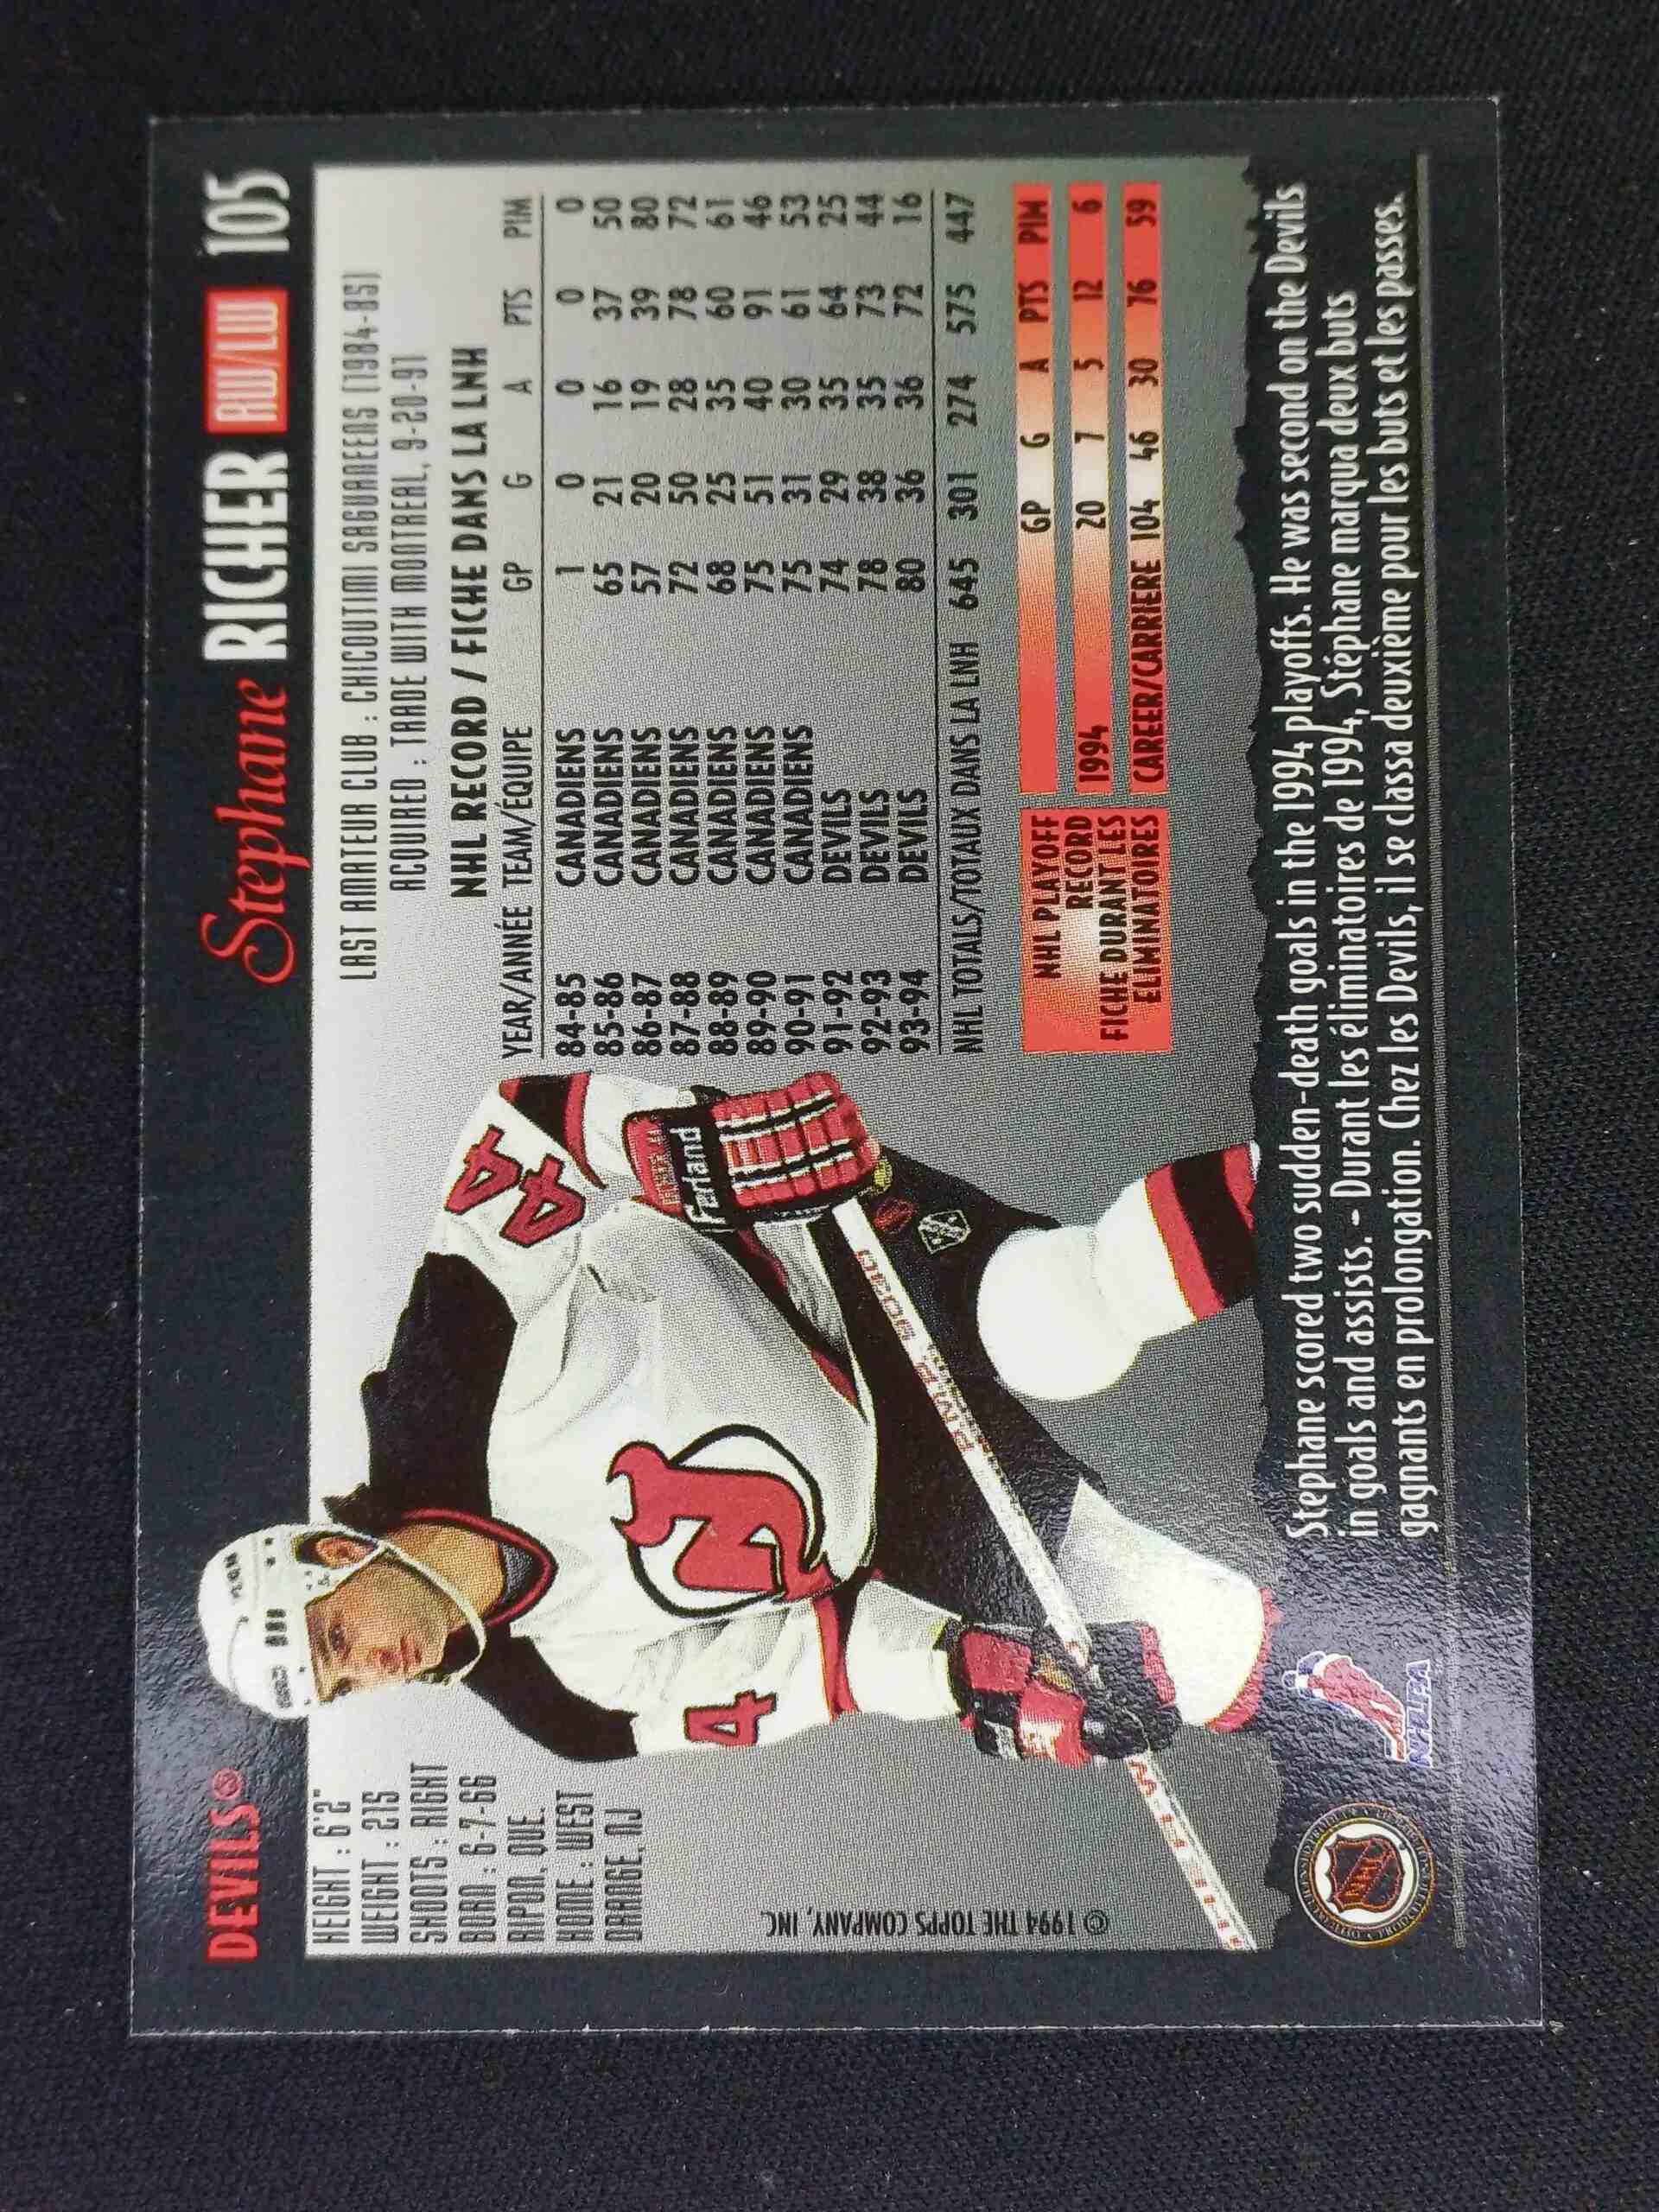 DEVILS®
Stephane RICHER RW/LW 105
HEIGHT : 6'2"
WEIGHT : 215
SHOOTS : RIGHT
BORN : 6-7-66
RIPON, QUE.
HOME : WEST
ORANGE, NJ
© 1994 THE TOPPS COMPANY, INC.
LAST AMATEUR CLUB : CHICOUTIMI SAGUANEENS (1984-85)
ACQUIRED : TRADE WITH MONTREAL, 9-20-91
NHL RECORD / FICHE DANS LA LNH
YEAR/ANNÉE TEAM/ÉQUIPE GP G A PTS PIM
84-85 CANADIENS 1 0 0 0 0
85-86 CANADIENS 65 21 16 37 50
86-87 CANADIENS 57 20 19 39 80
87-88 CANADIENS 72 50 28 78 72
88-89 CANADIENS 68 25 35 60 61
89-90 CANADIENS 75 51 40 91 46
90-91 CANADIENS 75 31 30 61 53
91-92 DEVILS 74 29 35 64 25
92-93 DEVILS 78 38 35 73 44
93-94 DEVILS 80 36 36 72 16
NHL TOTALS/TOTAUX DANS LA LNH 645 301 274 575 447
NHL PLAYOFF
RECORD
FICHE DURANT LES
ELIMINATOIRES
GP G A PTS PIM
1994 20 7 5 12 6
CAREER/CARRIERE 104 46 30 76 59
44
Ferland
4
Stephane scored two sudden-death goals in the 1994 playoffs. He was second on the Devils
in goals and assists. - Durant les éliminatoires de 1994, Stéphane marqua deux buts
gagnants en prolongation. Chez les Devils, il se classa deuxième pour les buts et les passes.
NHL
NHLPA